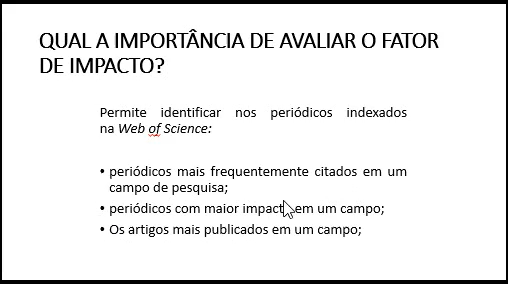 QUAL A IMPORTÂNCIA DE AVALIAR O FATOR
DE IMPACTO?
Permite identificar nos periódicos indexados
na Web of Science:
• periódicos mais frequentemente citados em um
campo de pesquisa;
• periódicos com maior impacto em um campo;
• Os artigos mais publicados em um campo;